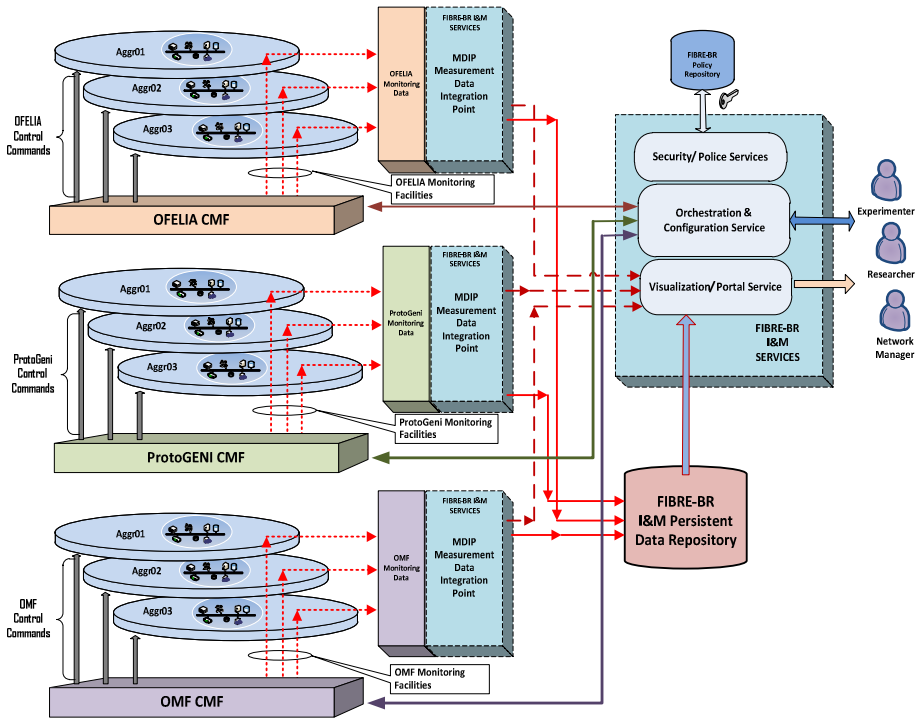 Aggr01
Aggr02
Aggr03
OFELIA
Control
Commands
OFELIA CMF
OFELIA Monitoring
Facilities
OFELIA
Monitoring
Data
FIBRE-BR I&M
SERVICES
MDIP
Measurement
Data
Integration
Point
Aggr01
Aggr02
Aggr03
ProtoGeni
Control
Commands
ProtoGENI CMF
ProtoGeni Monitoring
Facilities
ProtoGeni
Monitoring
Data
FIBRE-BR I&M
SERVICES
MDIP
Measurement
Data
Integration
Point
Aggr01
Aggr02
Aggr03
OMF
Control
Commands
OMF CMF
OMF Monitoring
Facilities
OMF
Monitoring
Data
FIBRE-BR I&M
SERVICES
MDIP
Measurement
Data
Integration
Point
FIBRE-BR
Policy
Repository
Security/Police Services
Orchestration &
Configuration Service
Visualization/Portal Service
FIBRE-BR
I&M
SERVICES
Experimenter
Researcher
Network
Manager
FIBRE-BR
I&M Persistent
Data Repository